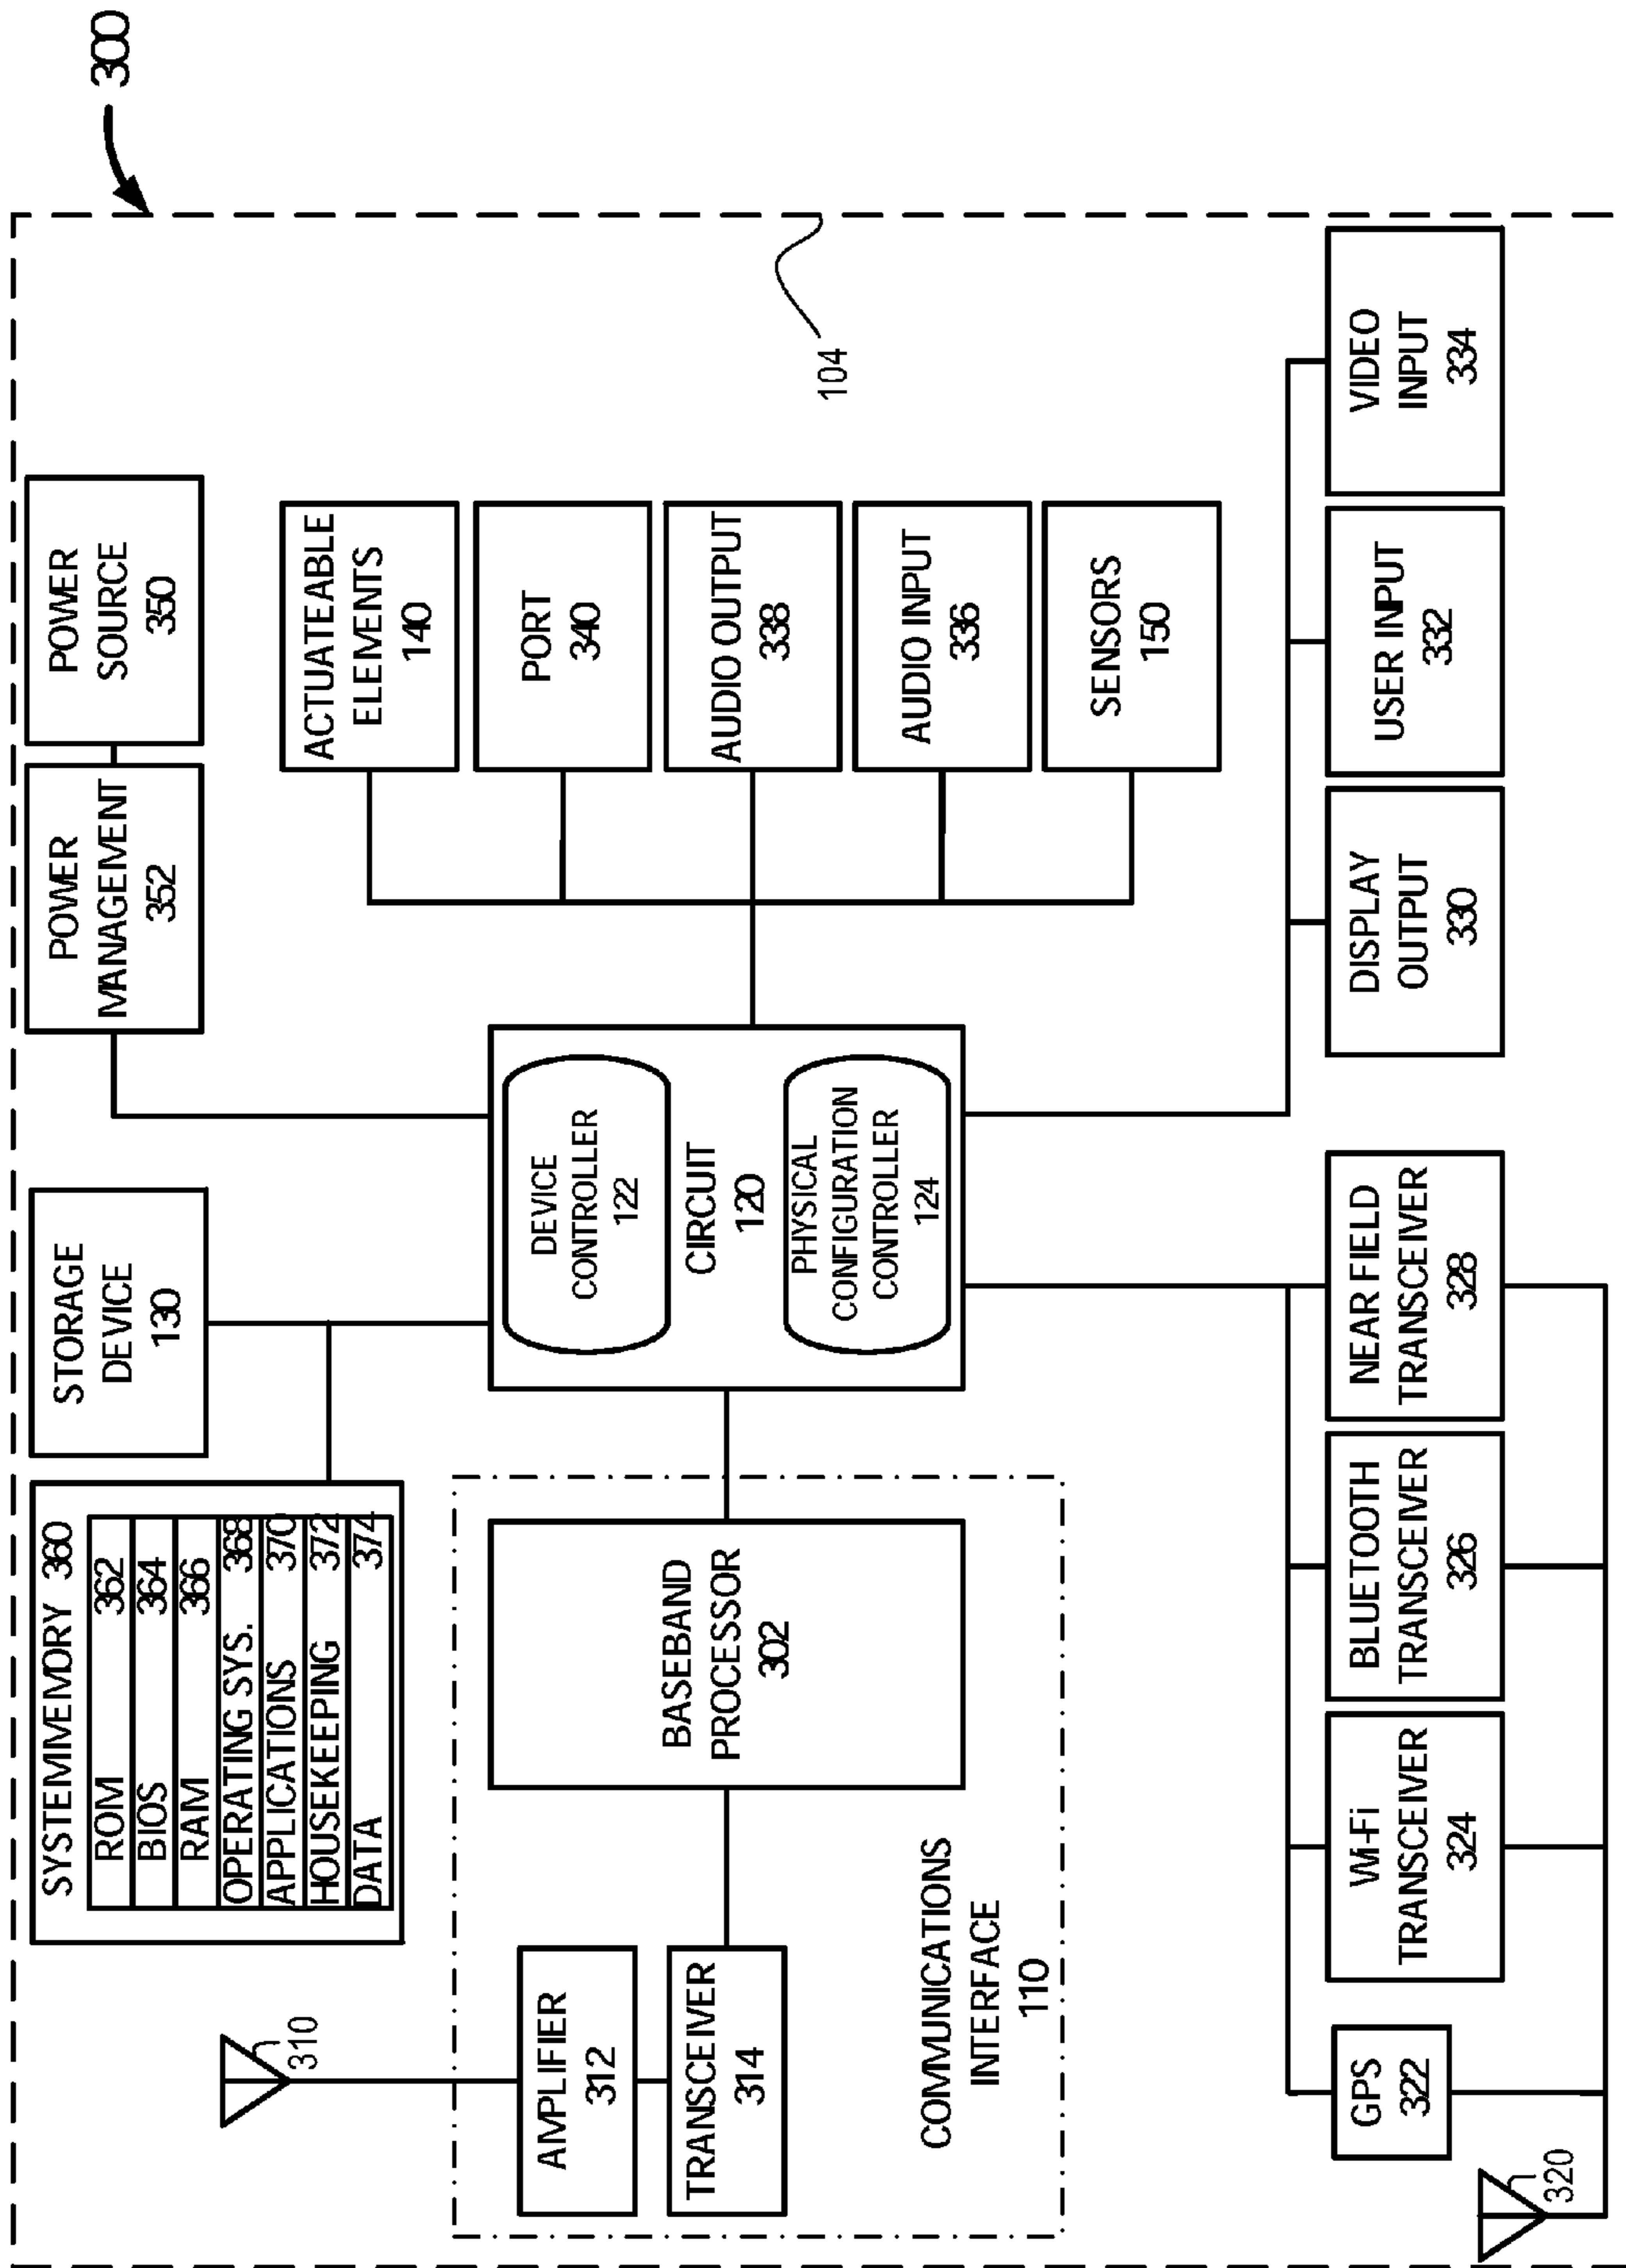 300
POWER
SOURCE
350
POWER
MANAGEMENT
352
STORAGE
DEVICE
130
SYSTEM MEMORY 360
ROM 362
BIOS 364
RAM 366
OPERATING SYS. 368
APPLICATIONS 370
HOUSEKEEPING 372
DATA 374
310
AMPLIFIER
312
TRANSCEIVER
314
BASEBAND
PROCESSOR
302
COMMUNICATIONS
INTERFACE
110
DEVICE
CONTROLLER
122
CIRCUIT
120
PHYSICAL
CONFIGURATION
CONTROLLER
124
ACTUATEABLE
ELEMENTS
140
PORT
340
AUDIO OUTPUT
338
AUDIO INPUT
336
SENSORS
150
104
GPS
322
Wi-Fi
TRANSCEIVER
324
BLUETOOTH
TRANSCEIVER
326
NEAR FIELD
TRANSCEIVER
328
DISPLAY
OUTPUT
330
USER INPUT
332
VIDEO
INPUT
334
320